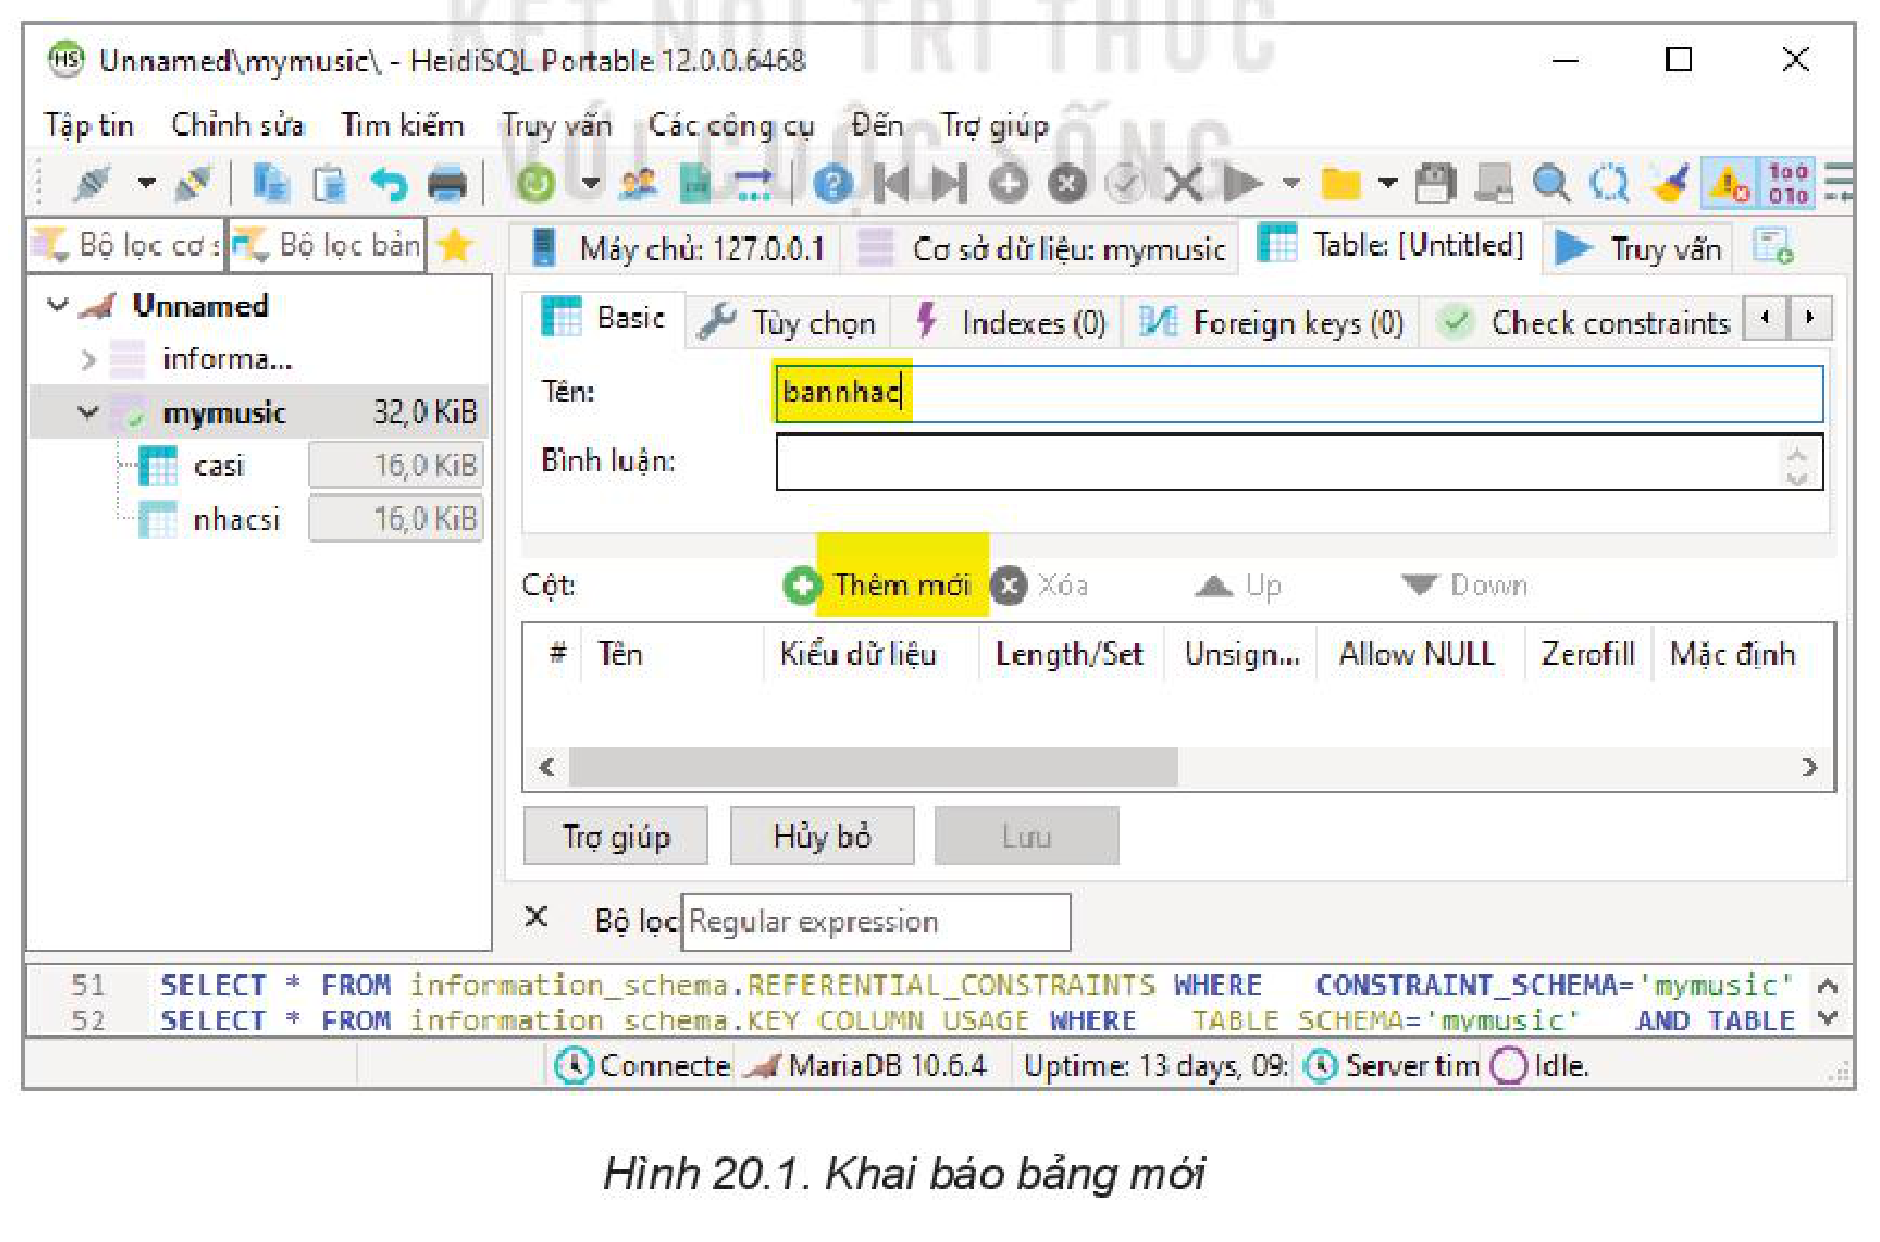 KẾT NỐI TRI THỨC
VỚI CUỘC SỐNG
Unnamed\mymusic\ - HeidiSQL Portable 12.0.0.6468
Tập tin Chỉnh sửa Tìm kiếm Truy vấn Các công cụ Đến Trợ giúp
Bộ lọc cơ s Bộ lọc bản
Máy chủ: 127.0.0.1 Cơ sở dữ liệu: mymusic Table: [Untitled] Truy vấn
Unnamed
informa...
mymusic 32,0 KiB
casi 16,0 KiB
nhacsi 16,0 KiB
Basic Tùy chọn Indexes (0) Foreign keys (0) Check constraints
Tên: bannhac
Bình luận:
Cột: Thêm mới Xóa Up Down
# Tên Kiểu dữ liệu Length/Set Unsign... Allow NULL Zerofill Mặc định
Trợ giúp Hủy bỏ Lưu
Bộ lọc Regular expression
51 SELECT * FROM information_schema.REFERENTIAL_CONSTRAINTS WHERE CONSTRAINT_SCHEMA='mymusic'
52 SELECT * FROM information_schema.KEY_COLUMN_USAGE WHERE TABLE_SCHEMA='mymusic' AND TABLE
Connecte MariaDB 10.6.4 Uptime: 13 days, 09: Server tim Idle.
Hình 20.1. Khai báo bảng mới